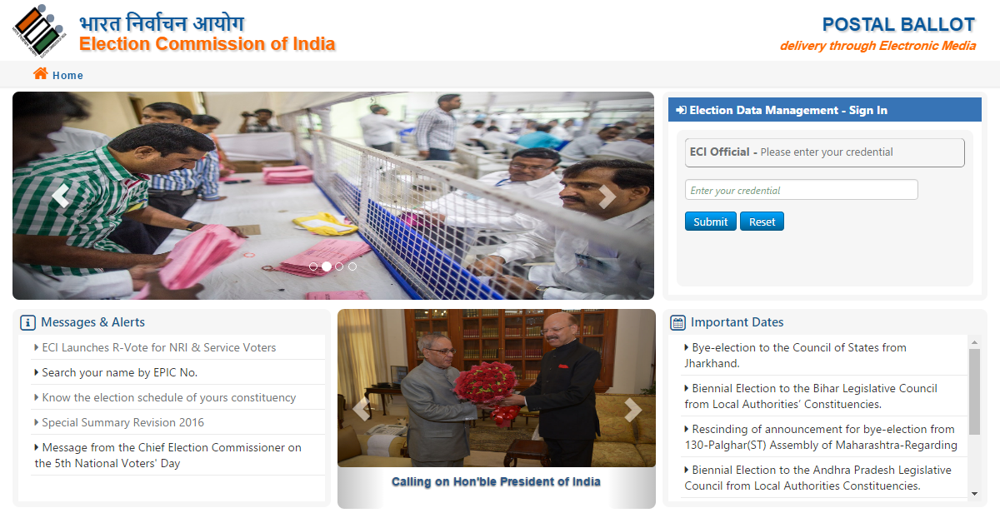 भारत निर्वाचन आयोग
Election Commission of India
POSTAL BALLOT
delivery through Electronic Media
Home
Election Data Management - Sign In
ECI Official - Please enter your credential
Enter your credential
Submit Reset
Messages & Alerts
ECI Launches R-Vote for NRI & Service Voters
Search your name by EPIC No.
Know the election schedule of yours constituency
Special Summary Revision 2016
Message from the Chief Election Commissioner on
the 5th National Voters' Day
Calling on Hon'ble President of India
Important Dates
Bye-election to the Council of States from
Jharkhand.
Biennial Election to the Bihar Legislative Council
from Local Authorities’ Constituencies.
Rescinding of announcement for bye-election from
130-Palghar(ST) Assembly of Maharashtra-Regarding
Biennial Election to the Andhra Pradesh Legislative
Council from Local Authorities Constituencies.